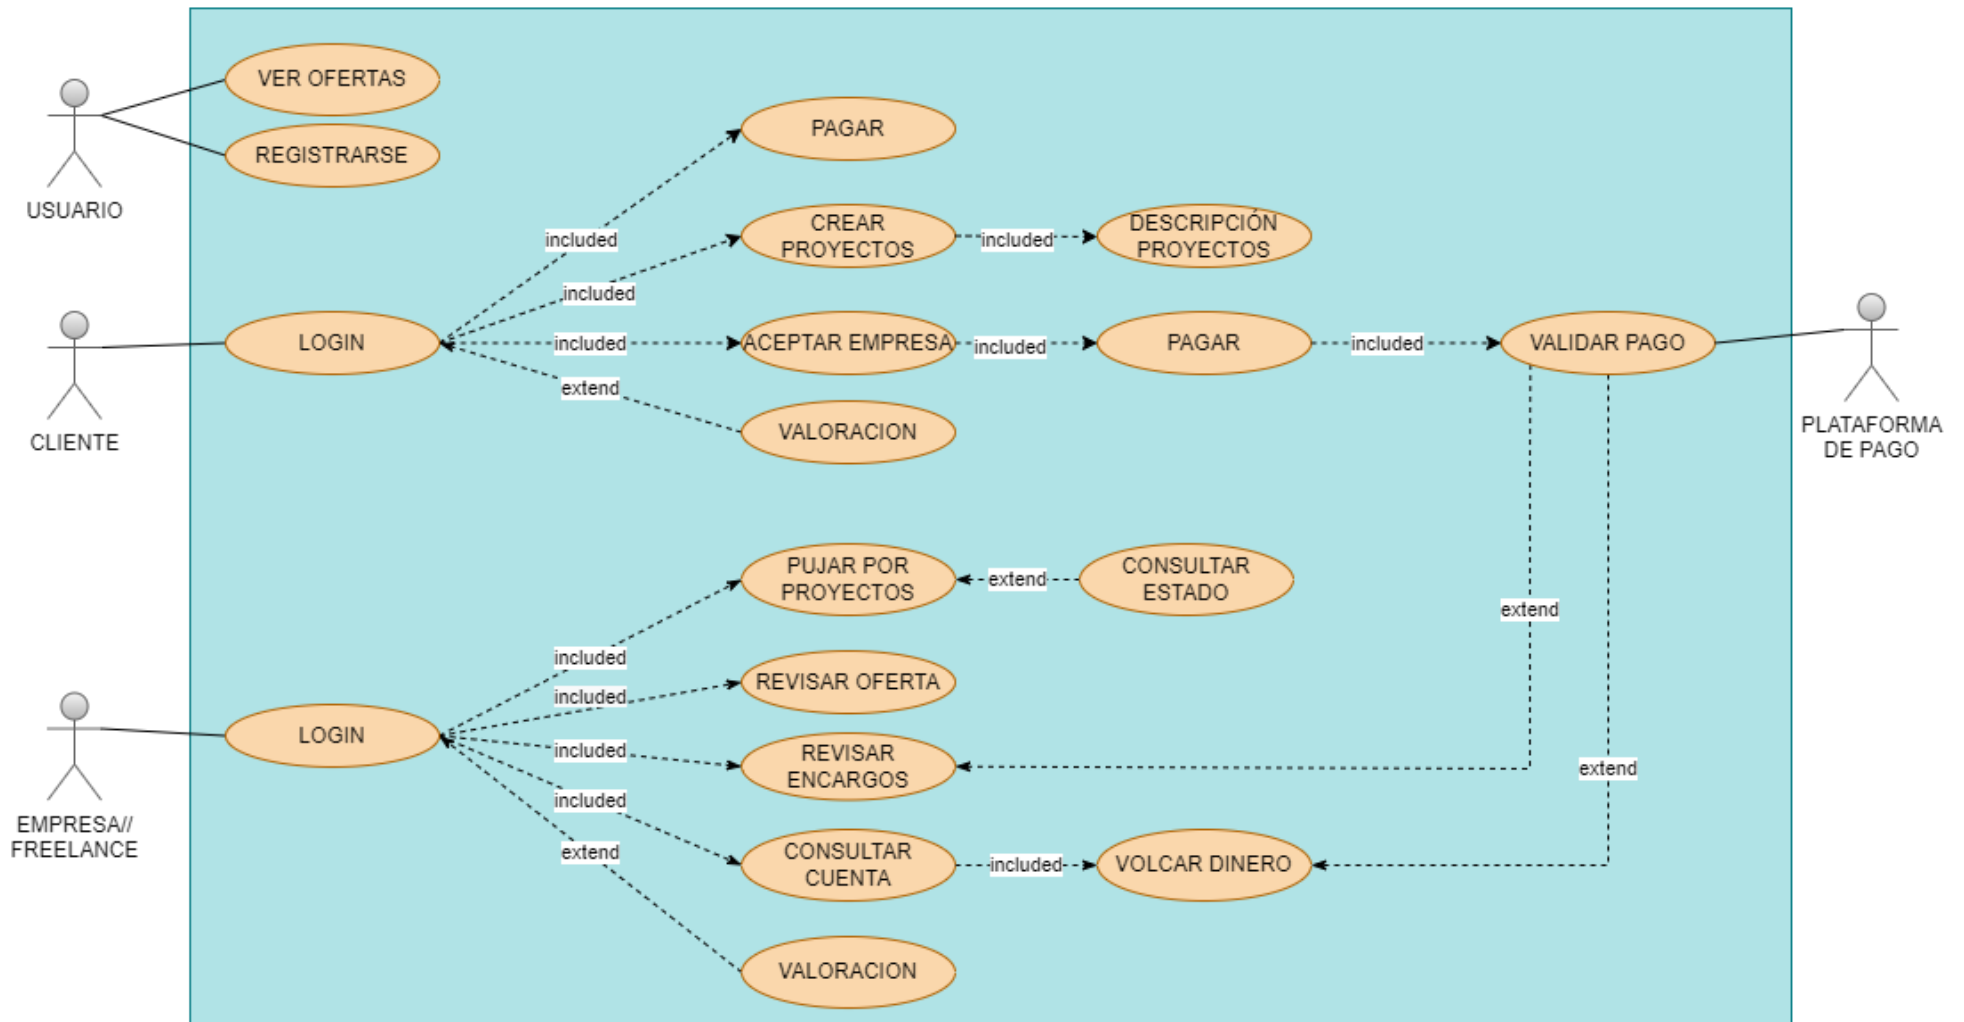 VER OFERTAS
REGISTRARSE
USUARIO
PAGAR
included
CREAR
PROYECTOS
included
DESCRIPCIÓN
PROYECTOS
included
CLIENTE
LOGIN
included
ACEPTAR EMPRESA
included
PAGAR
included
VALIDAR PAGO
PLATAFORMA
DE PAGO
extend
VALORACION
PUJAR POR
PROYECTOS
extend
CONSULTAR
ESTADO
extend
included
included
REVISAR OFERTA
EMPRESA//
FREELANCE
LOGIN
included
REVISAR
ENCARGOS
extend
included
CONSULTAR
CUENTA
included
VOLCAR DINERO
extend
VALORACION